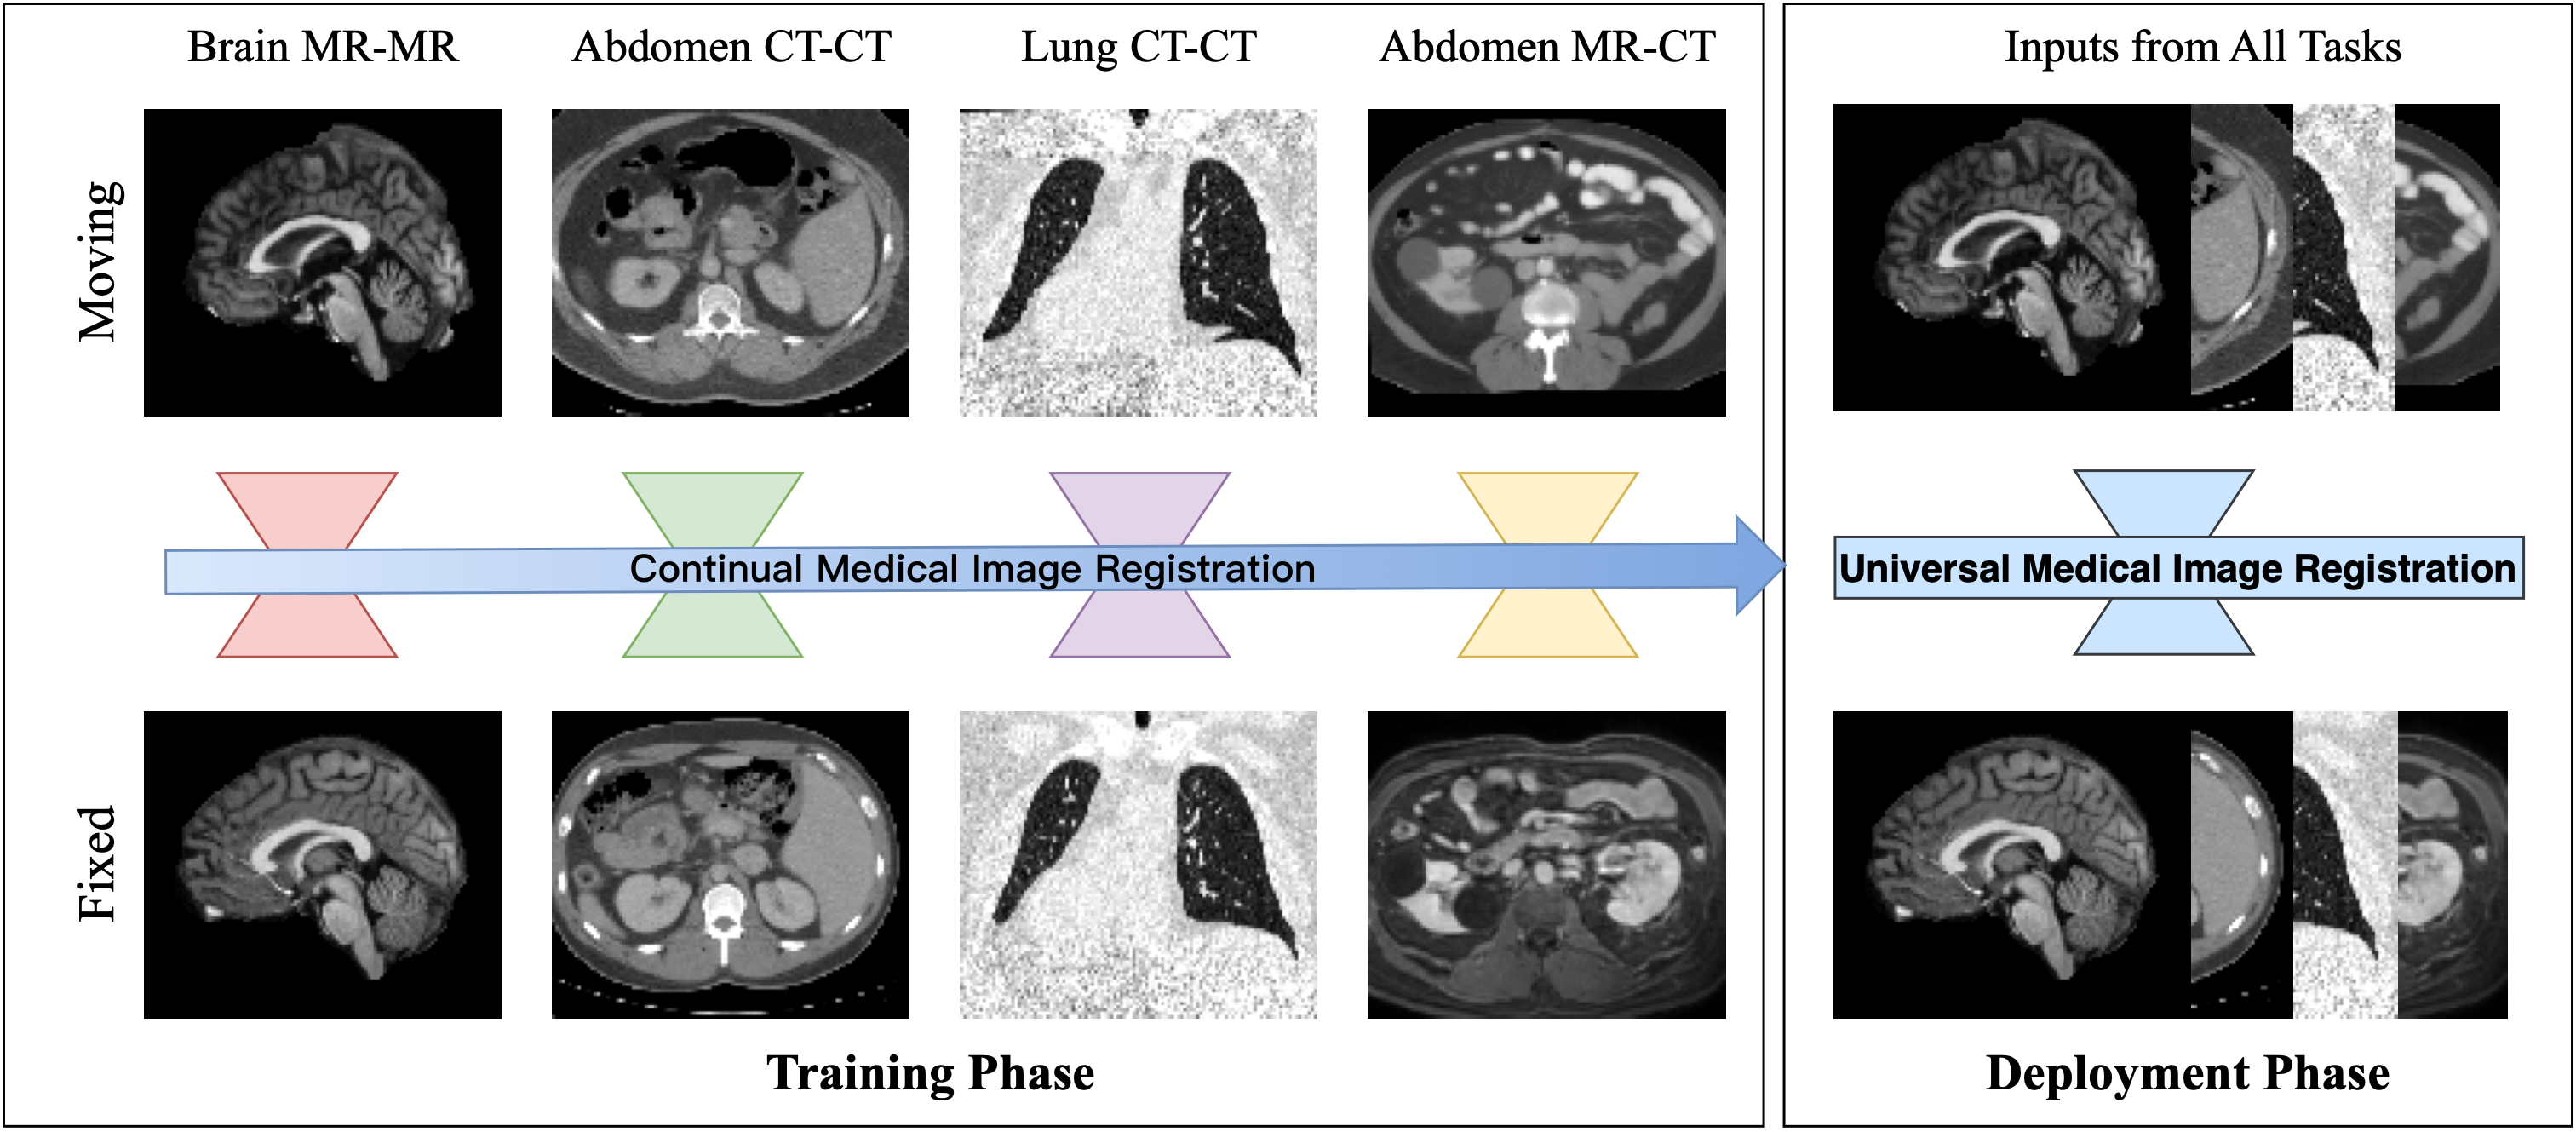 Brain MR-MR
Abdomen CT-CT
Lung CT-CT
Abdomen MR-CT
Inputs from All Tasks
Moving
Continual Medical Image Registration
Universal Medical Image Registration
Fixed
Training Phase
Deployment Phase